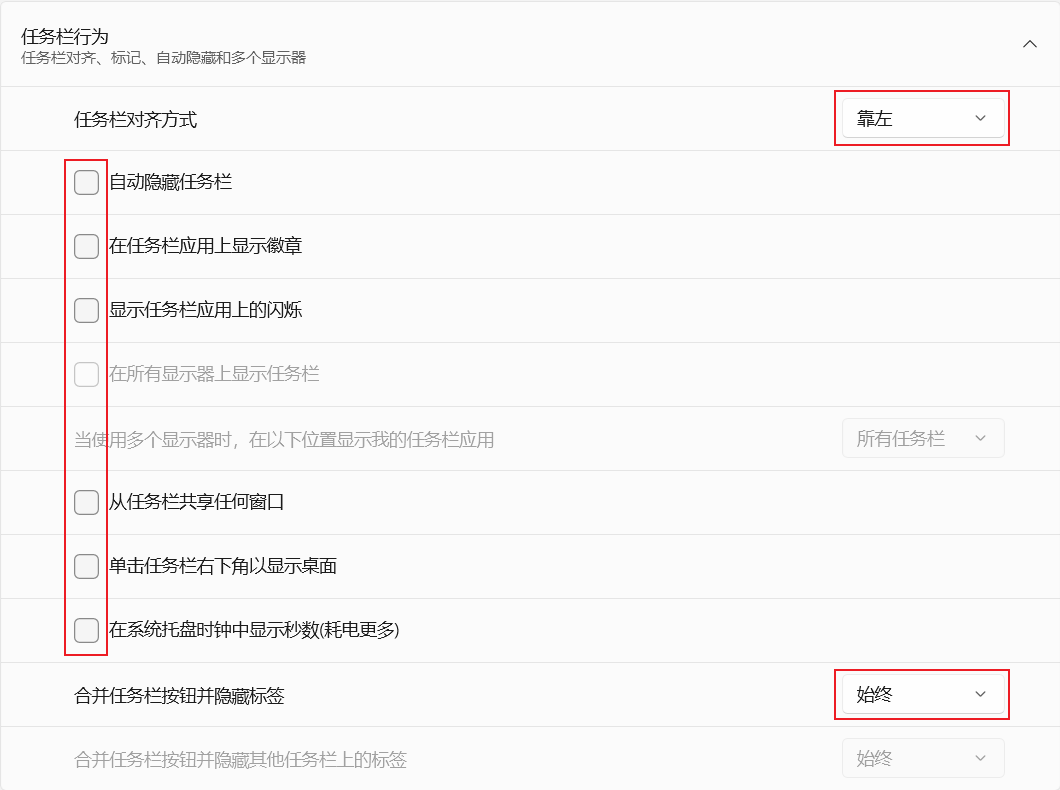 任务栏行为
任务栏对齐、标记、自动隐藏和多个显示器
任务栏对齐方式
靠左
自动隐藏任务栏
在任务栏应用上显示徽章
显示任务栏应用上的闪烁
在所有显示器上显示任务栏
当使用多个显示器时，在以下位置显示我的任务栏应用
所有任务栏
从任务栏共享任何窗口
单击任务栏右下角以显示桌面
在系统托盘时钟中显示秒数(耗电更多)
合并任务栏按钮并隐藏标签
始终
合并任务栏按钮并隐藏其他任务栏上的标签
始终